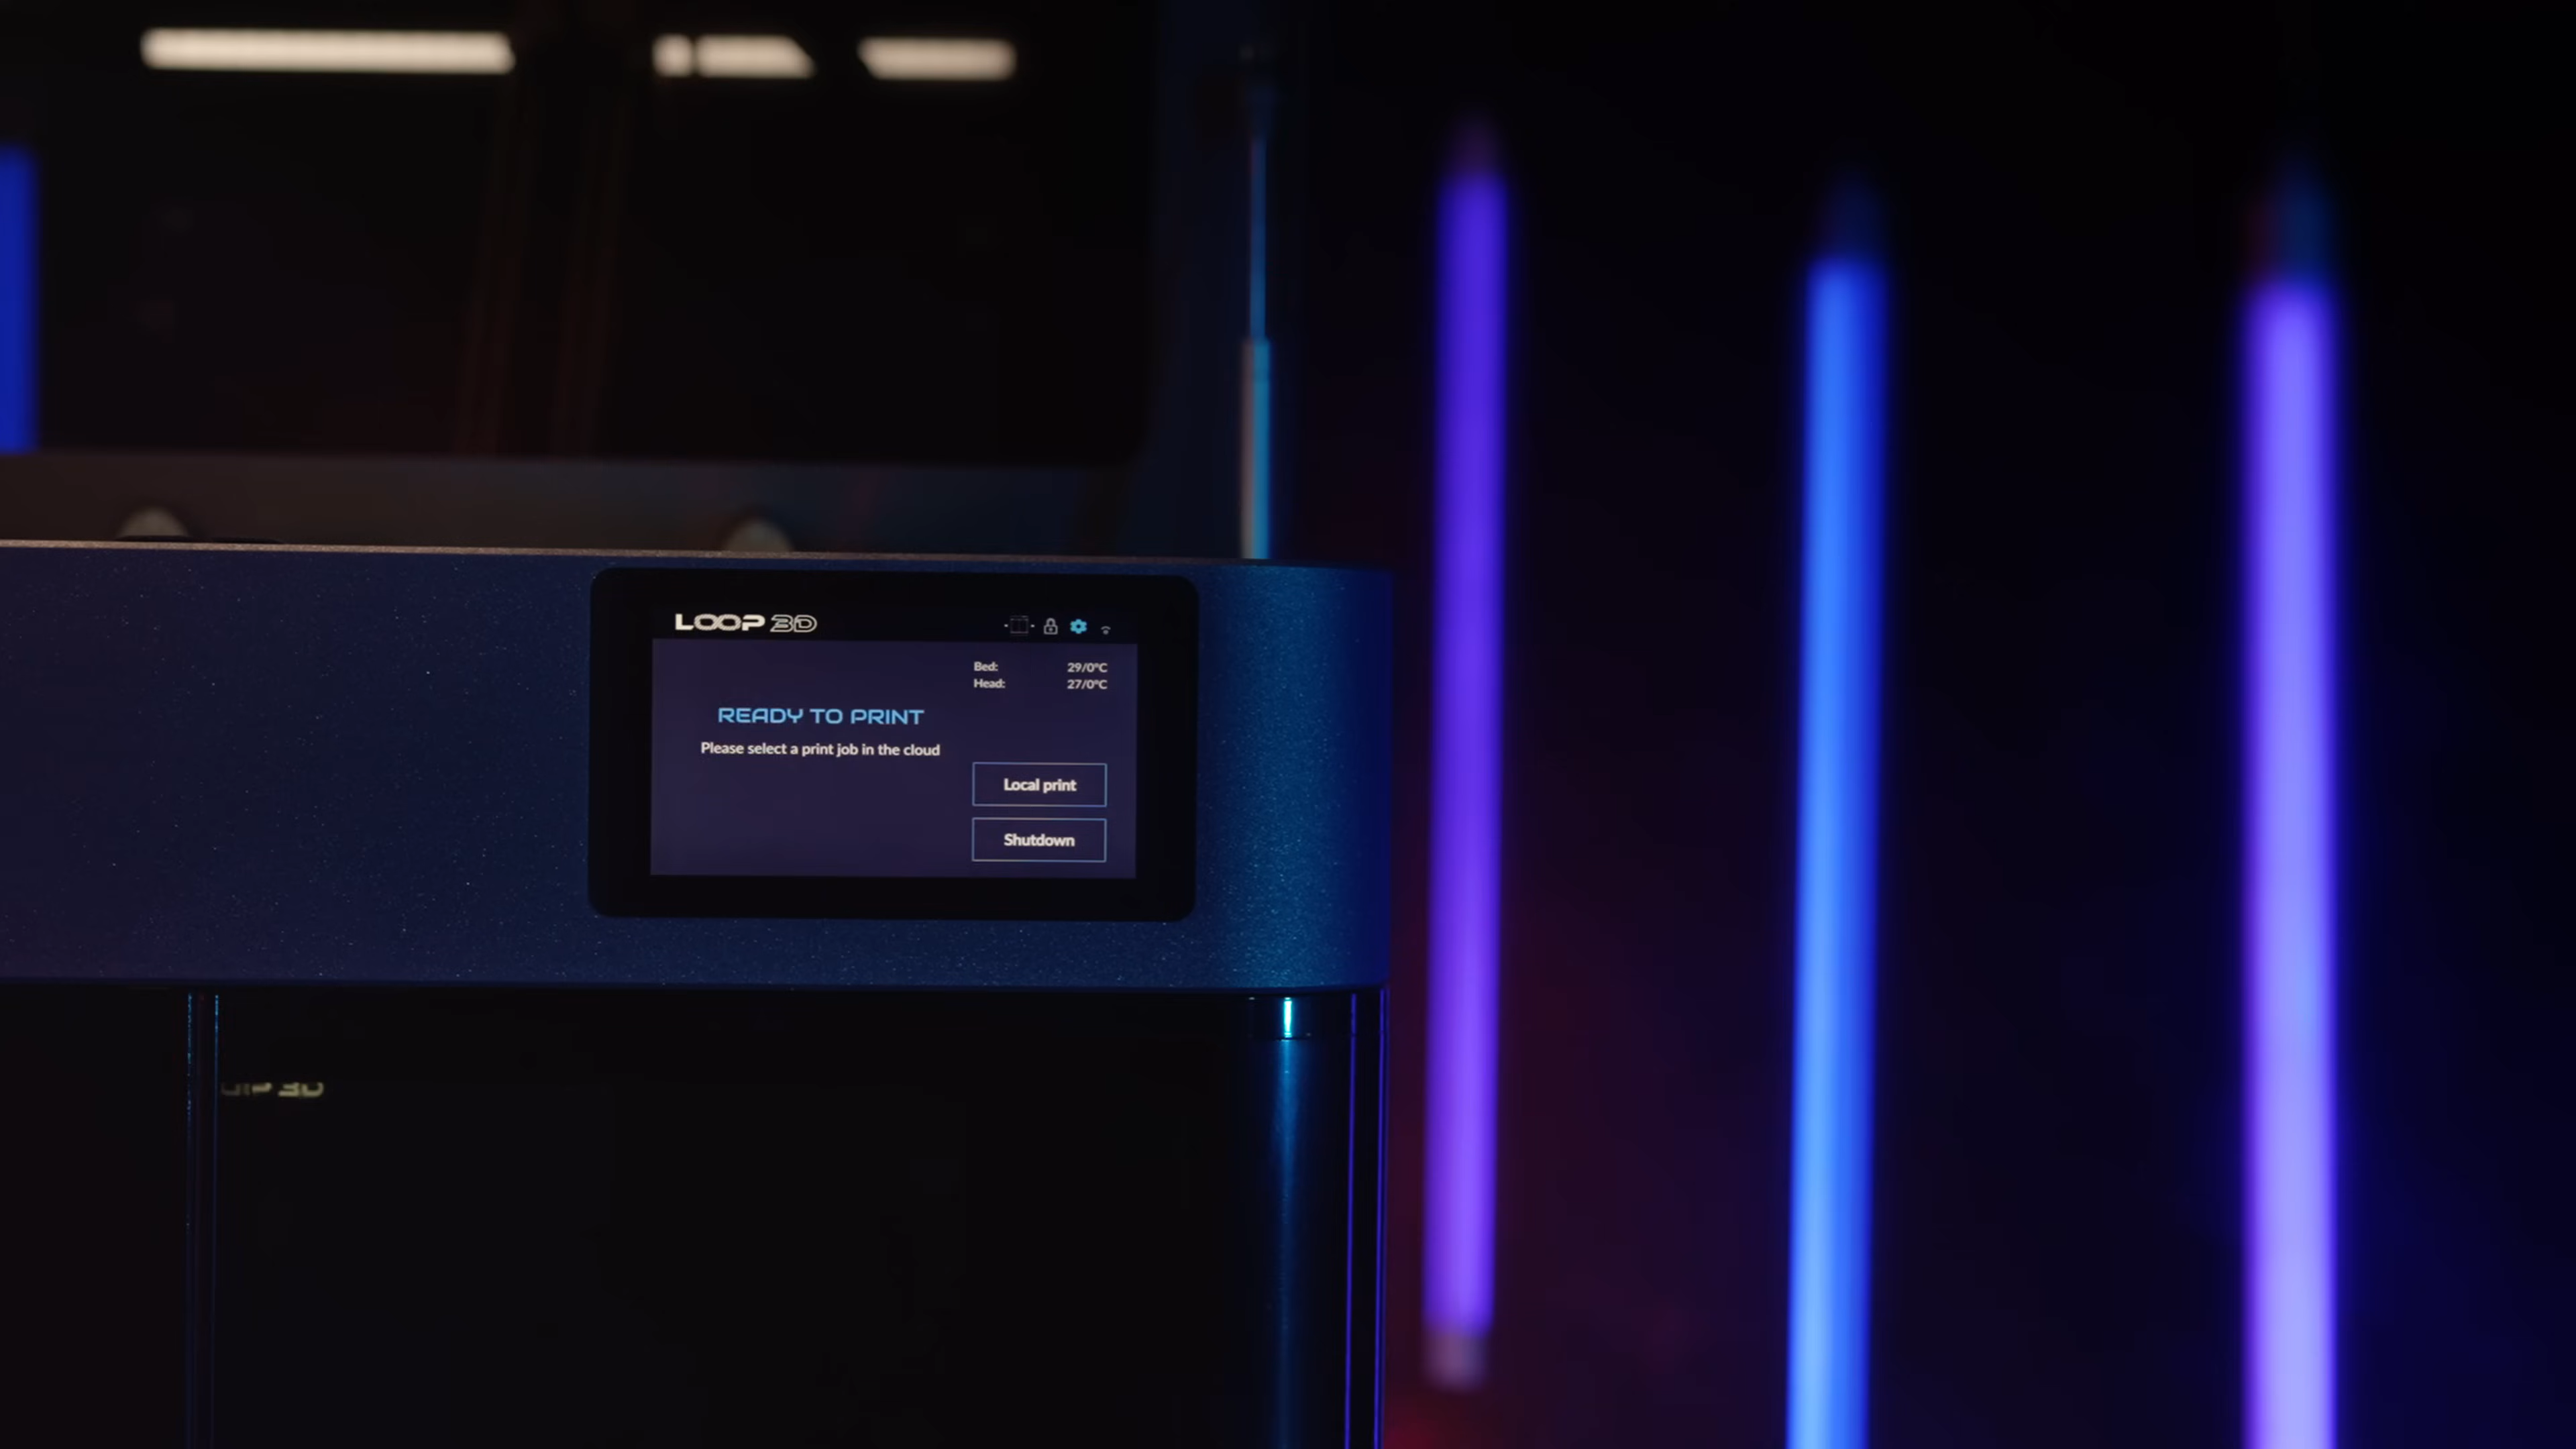 LOOP 3D
Bed: 29/0°C
Head: 27/0°C
READY TO PRINT
Please select a print job in the cloud
Local print
Shutdown
3D